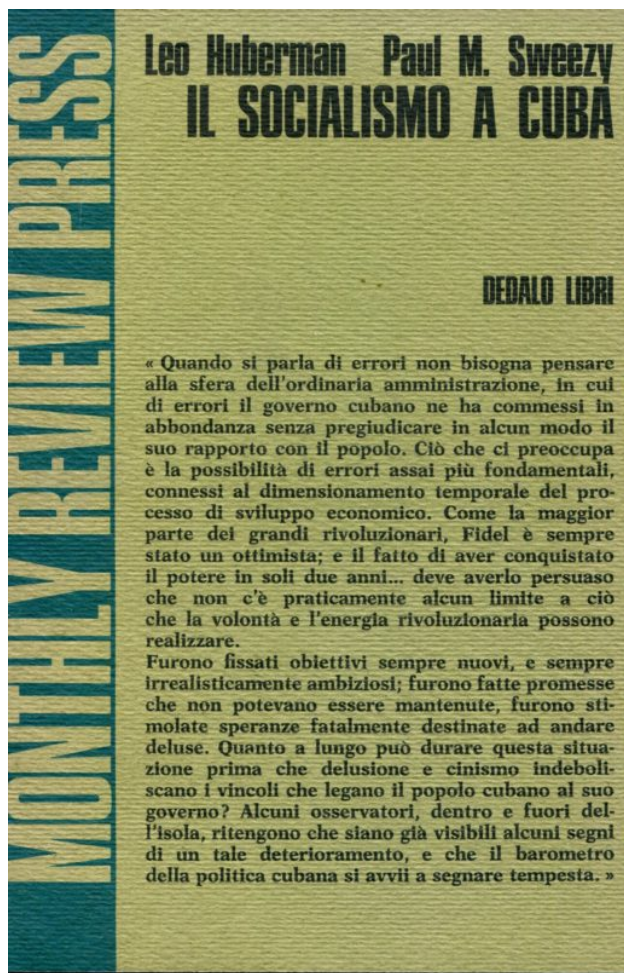 MONTHLY REVIEW PRESS
Leo Huberman Paul M. Sweezy
IL SOCIALISMO A CUBA
DEDALO LIBRI
« Quando si parla di errori non bisogna pensare
alla sfera dell'ordinaria amministrazione, in cui
di errori il governo cubano ne ha commessi in
abbondanza senza pregiudicare in alcun modo il
suo rapporto con il popolo. Ciò che ci preoccupa
è la possibilità di errori assai più fondamentali,
connessi al dimensionamento temporale del pro-
cesso di sviluppo economico. Come la maggior
parte dei grandi rivoluzionari, Fidel è sempre
stato un ottimista; e il fatto di aver conquistato
il potere in soli due anni... deve averlo persuaso
che non c'è praticamente alcun limite a ciò
che la volontà e l'energia rivoluzionaria possono
realizzare.
Furono fissati obiettivi sempre nuovi, e sempre
irrealisticamente ambiziosi; furono fatte promesse
che non potevano essere mantenute, furono sti-
molate speranze fatalmente destinate ad andare
deluse. Quanto a lungo può durare questa situa-
zione prima che delusione e cinismo indeboli-
scano i vincoli che legano il popolo cubano al suo
governo? Alcuni osservatori, dentro e fuori del-
l'isola, ritengono che siano già visibili alcuni segni
di un tale deterioramento, e che il barometro
della politica cubana si avvii a segnare tempesta. »